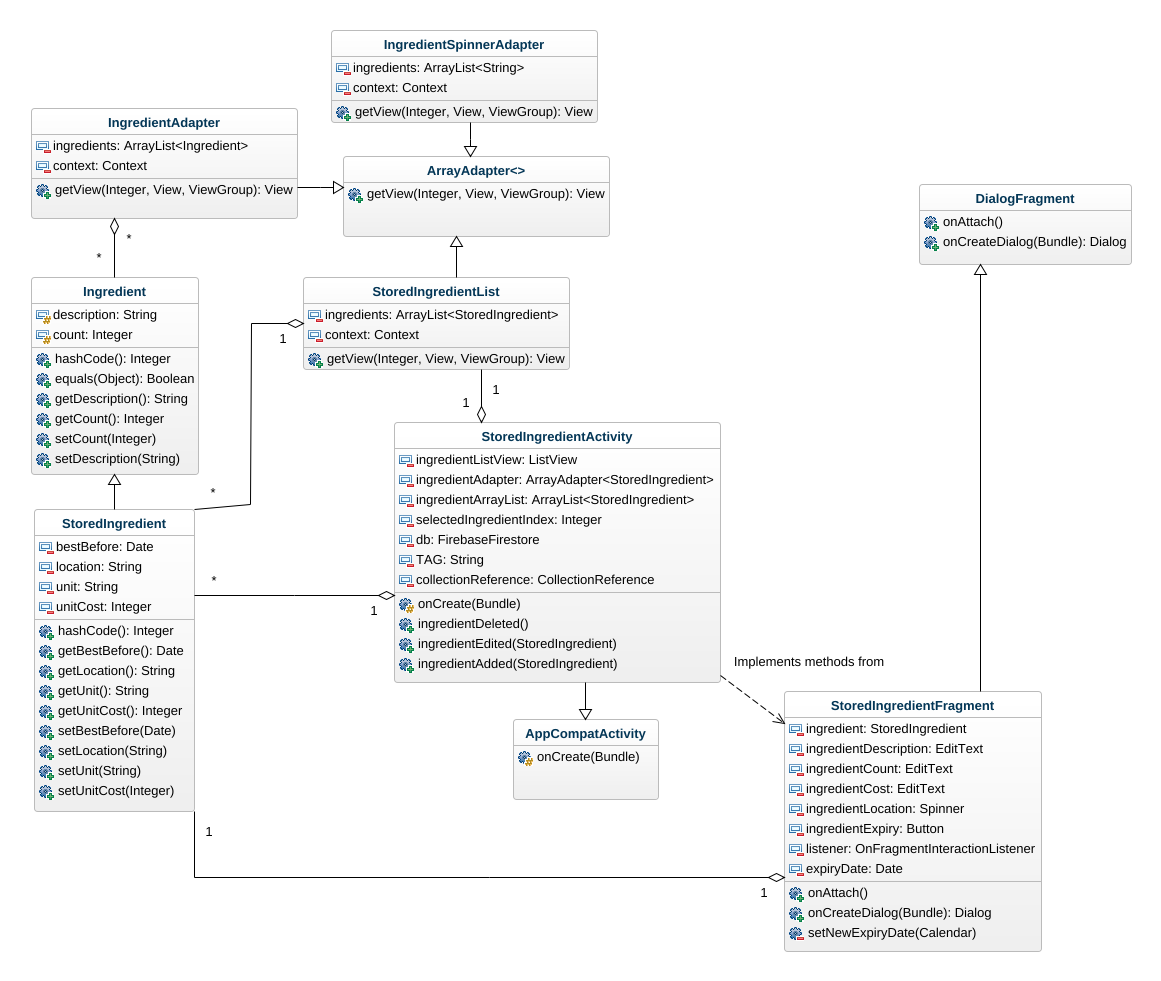 IngredientSpinnerAdapter
ingredients: ArrayList<String>
context: Context
getView(Integer, View, ViewGroup): View
IngredientAdapter
ingredients: ArrayList<Ingredient>
context: Context
getView(Integer, View, ViewGroup): View
ArrayAdapter<>
getView(Integer, View, ViewGroup): View
DialogFragment
onAttach()
onCreateDialog(Bundle): Dialog
*
*
Ingredient
description: String
count: Integer
hashCode(): Integer
equals(Object): Boolean
getDescription(): String
getCount(): Integer
setCount(Integer)
setDescription(String)
StoredIngredientList
ingredients: ArrayList<StoredIngredient>
context: Context
getView(Integer, View, ViewGroup): View
1
1
1
StoredIngredientActivity
ingredientListView: ListView
ingredientAdapter: ArrayAdapter<StoredIngredient>
ingredientArrayList: ArrayList<StoredIngredient>
selectedIngredientIndex: Integer
db: FirebaseFirestore
TAG: String
collectionReference: CollectionReference
onCreate(Bundle)
ingredientDeleted()
ingredientEdited(StoredIngredient)
ingredientAdded(StoredIngredient)
*
StoredIngredient
bestBefore: Date
location: String
unit: String
unitCost: Integer
hashCode(): Integer
getBestBefore(): Date
getLocation(): String
getUnit(): String
getUnitCost(): Integer
setBestBefore(Date)
setLocation(String)
setUnit(String)
setUnitCost(Integer)
*
1
Implements methods from
AppCompatActivity
onCreate(Bundle)
StoredIngredientFragment
ingredient: StoredIngredient
ingredientDescription: EditText
ingredientCount: EditText
ingredientCost: EditText
ingredientLocation: Spinner
ingredientExpiry: Button
listener: OnFragmentInteractionListener
expiryDate: Date
onAttach()
onCreateDialog(Bundle): Dialog
setNewExpiryDate(Calendar)
1
1